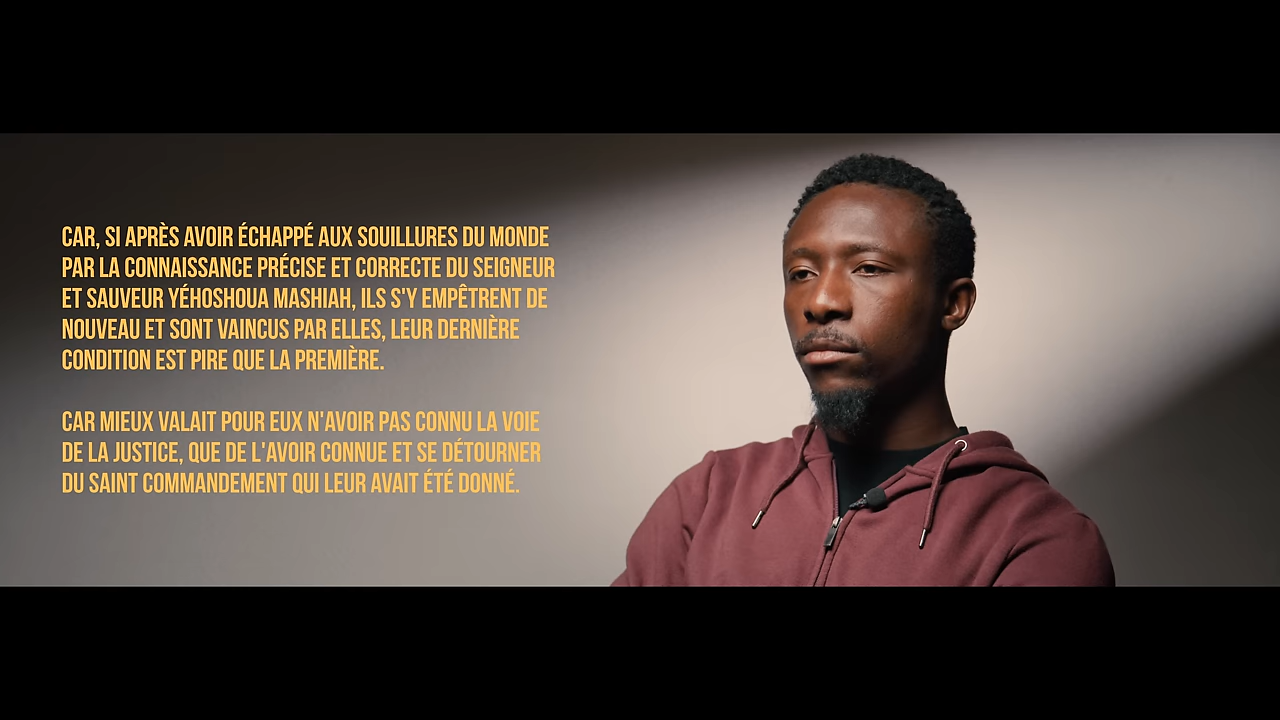 CAR, SI APRÈS AVOIR ÉCHAPPÉ AUX SOUILLURES DU MONDE
PAR LA CONNAISSANCE PRÉCISE ET CORRECTE DU SEIGNEUR
ET SAUVEUR YÉHOSHOUA MASHIAH, ILS S'Y EMPÊTRENT DE
NOUVEAU ET SONT VAINCUS PAR ELLES, LEUR DERNIÈRE
CONDITION EST PIRE QUE LA PREMIÈRE.
CAR MIEUX VALAIT POUR EUX N'AVOIR PAS CONNU LA VOIE
DE LA JUSTICE, QUE DE L'AVOIR CONNUE ET SE DÉTOURNER
DU SAINT COMMANDEMENT QUI LEUR AVAIT ÉTÉ DONNÉ.